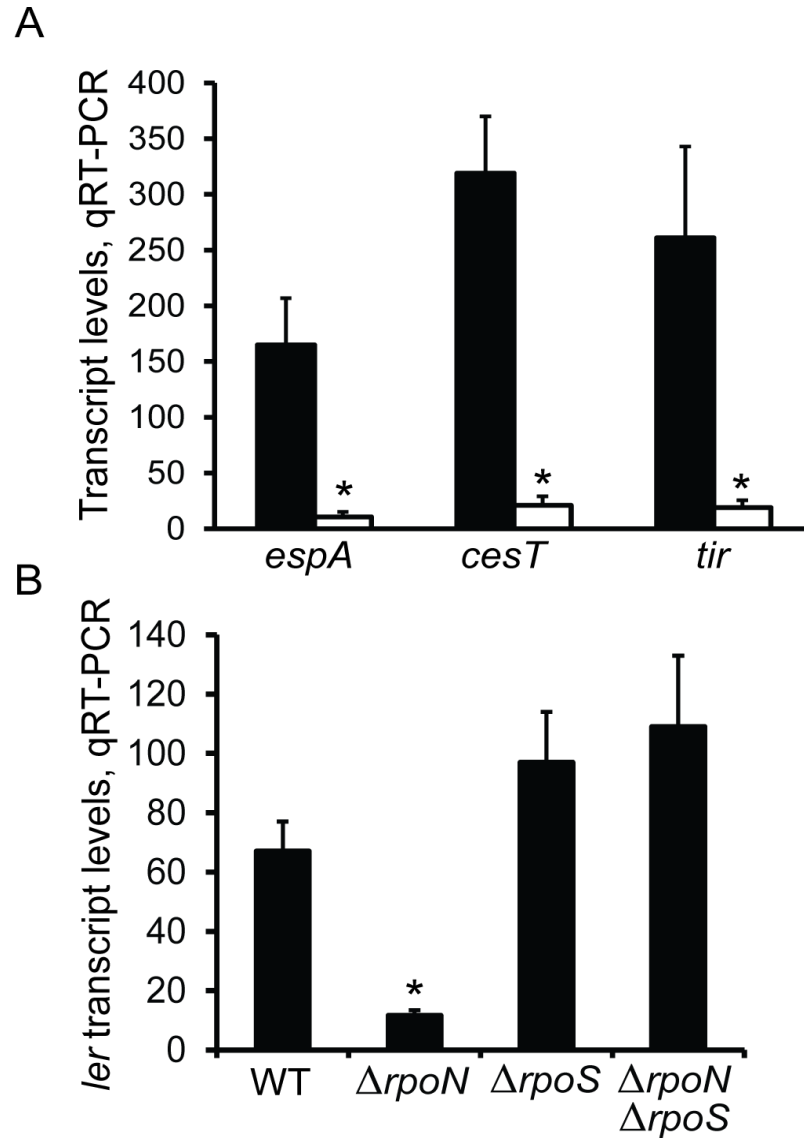 A
Transcript levels, qRT-PCR
400
350
300
250
200
150
100
50
0
*
*
*
espA
cesT
tir
B
ler transcript levels, qRT-PCR
140
120
100
80
60
40
20
0
*
WT
ΔrpoN
ΔrpoS
ΔrpoN
ΔrpoS